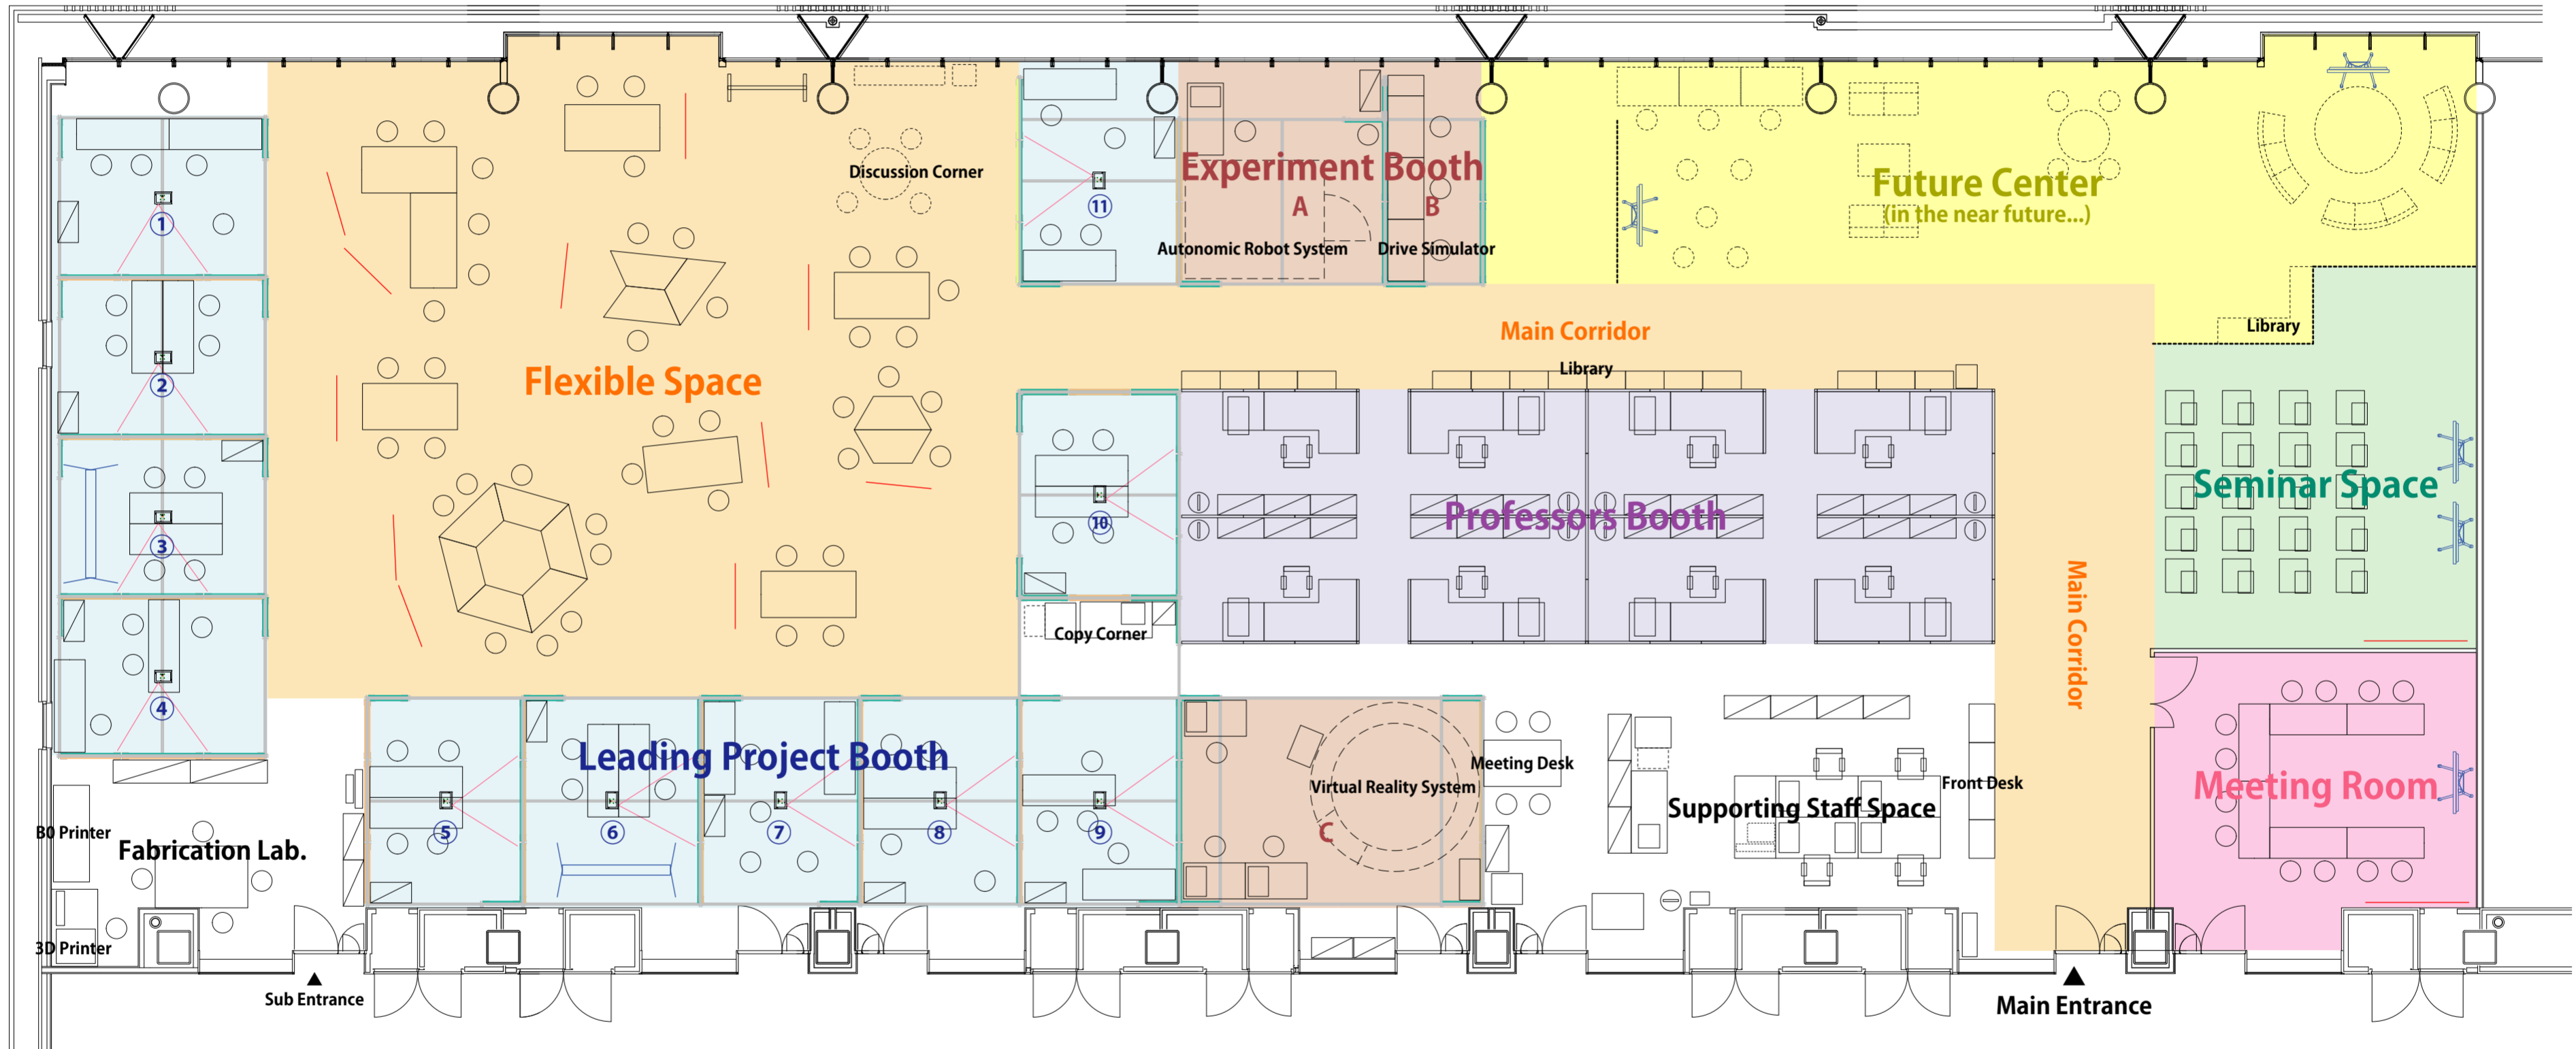 Discussion Corner
Experiment Booth
A
B
Autonomic Robot System
Drive Simulator
Future Center
(in the near future...)
Library
Main Corridor
Library
Flexible Space
①
②
③
④
⑪
⑩
Professors Booth
Seminar Space
Main Corridor
Copy Corner
Leading Project Booth
⑤
⑥
⑦
⑧
⑨
Virtual Reality System
C
Meeting Desk
Supporting Staff Space
Front Desk
Meeting Room
B0 Printer
Fabrication Lab.
3D Printer
Sub Entrance
Main Entrance